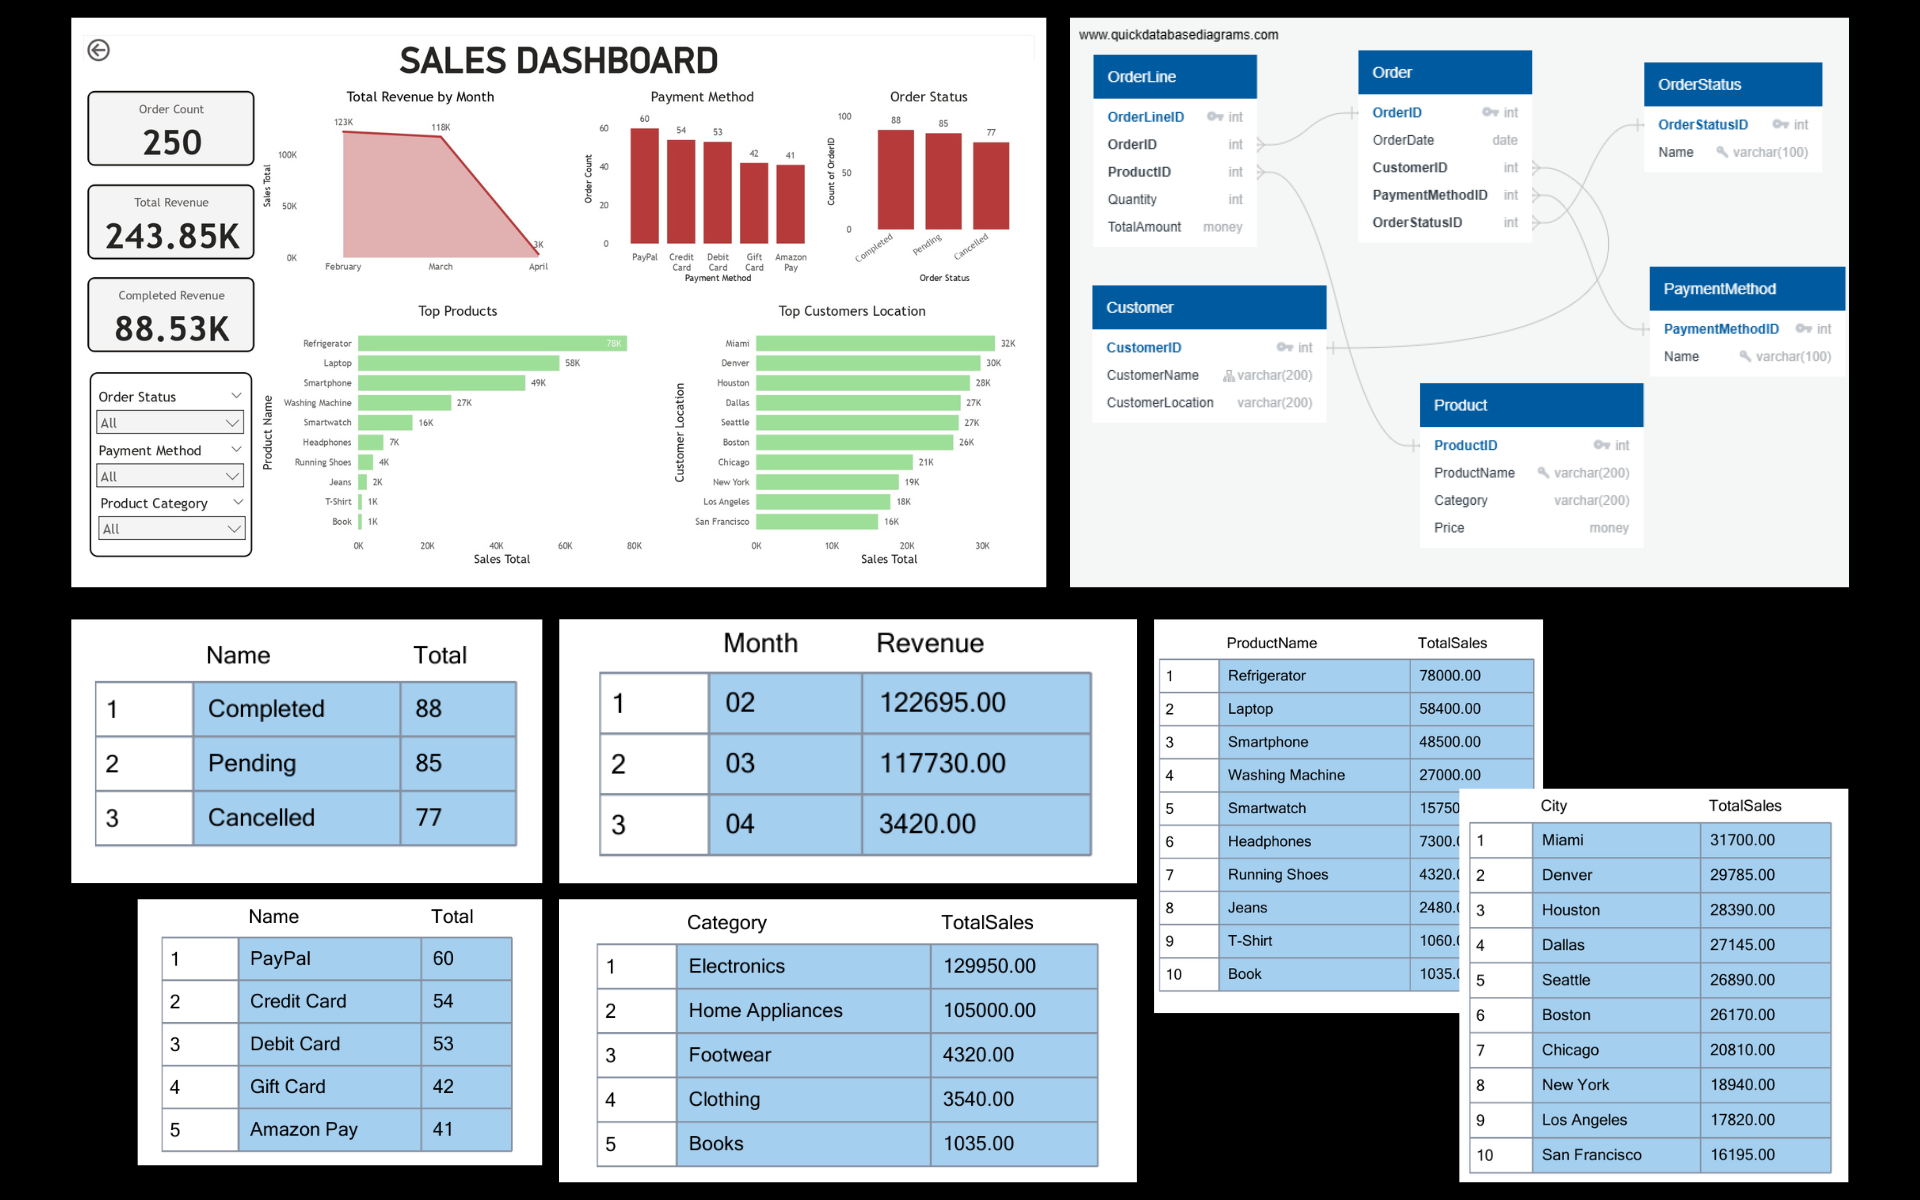 SALES DASHBOARD
Order Count
250
Total Revenue
243.85K
Completed Revenue
88.53K
Order Status
All
Payment Method
All
Product Category
All
Total Revenue by Month
Sales Total
100K
50K
0K
123K
118K
3K
February
March
April
Payment Method
Order Count
60
40
20
0
60
54
53
42
41
PayPal
Credit
Card
Debit
Card
Gift
Card
Amazon
Pay
Payment Method
Order Status
Count of OrderID
100
50
0
88
85
77
Completed
Pending
Cancelled
Order Status
Top Products
Product Name
Refrigerator 78K
Laptop 58K
Smartphone 49K
Washing Machine 27K
Smartwatch 16K
Headphones 7K
Running Shoes 4K
Jeans 2K
T-Shirt 1K
Book 1K
0K 20K 40K 60K 80K
Sales Total
Top Customers Location
Customer Location
Miami 32K
Denver 30K
Houston 28K
Dallas 27K
Seattle 27K
Boston 26K
Chicago 21K
New York 19K
Los Angeles 18K
San Francisco 16K
0K 10K 20K 30K
Sales Total
www.quickdatabasediagrams.com
OrderLine
OrderLineID int
OrderID int
ProductID int
Quantity int
TotalAmount money
Order
OrderID int
OrderDate date
CustomerID int
PaymentMethodID int
OrderStatusID int
OrderStatus
OrderStatusID int
Name varchar(100)
Customer
CustomerID int
CustomerName varchar(200)
CustomerLocation varchar(200)
PaymentMethod
PaymentMethodID int
Name varchar(100)
Product
ProductID int
ProductName varchar(200)
Category varchar(200)
Price money
Name Total
1 Completed 88
2 Pending 85
3 Cancelled 77
Month Revenue
1 02 122695.00
2 03 117730.00
3 04 3420.00
ProductName TotalSales
1 Refrigerator 78000.00
2 Laptop 58400.00
3 Smartphone 48500.00
4 Washing Machine 27000.00
5 Smartwatch 15750
6 Headphones 7300.
7 Running Shoes 4320.
8 Jeans 2480.
9 T-Shirt 1060.
10 Book 1035.
City TotalSales
1 Miami 31700.00
2 Denver 29785.00
3 Houston 28390.00
4 Dallas 27145.00
5 Seattle 26890.00
6 Boston 26170.00
7 Chicago 20810.00
8 New York 18940.00
9 Los Angeles 17820.00
10 San Francisco 16195.00
Name Total
1 PayPal 60
2 Credit Card 54
3 Debit Card 53
4 Gift Card 42
5 Amazon Pay 41
Category TotalSales
1 Electronics 129950.00
2 Home Appliances 105000.00
3 Footwear 4320.00
4 Clothing 3540.00
5 Books 1035.00